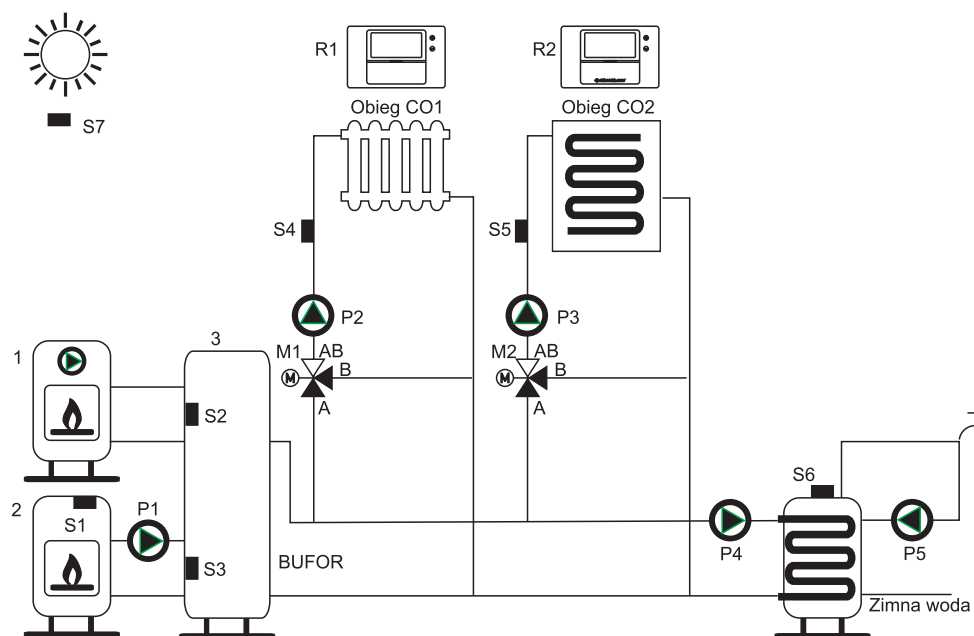 R1
R2
Obieg CO1
Obieg CO2
S7
S4
S5
P2
P3
3
1
M1
AB
M2
AB
B
B
M
M
A
A
S2
S6
2
S1
P1
P4
P5
S3
BUFOR
Zimna woda